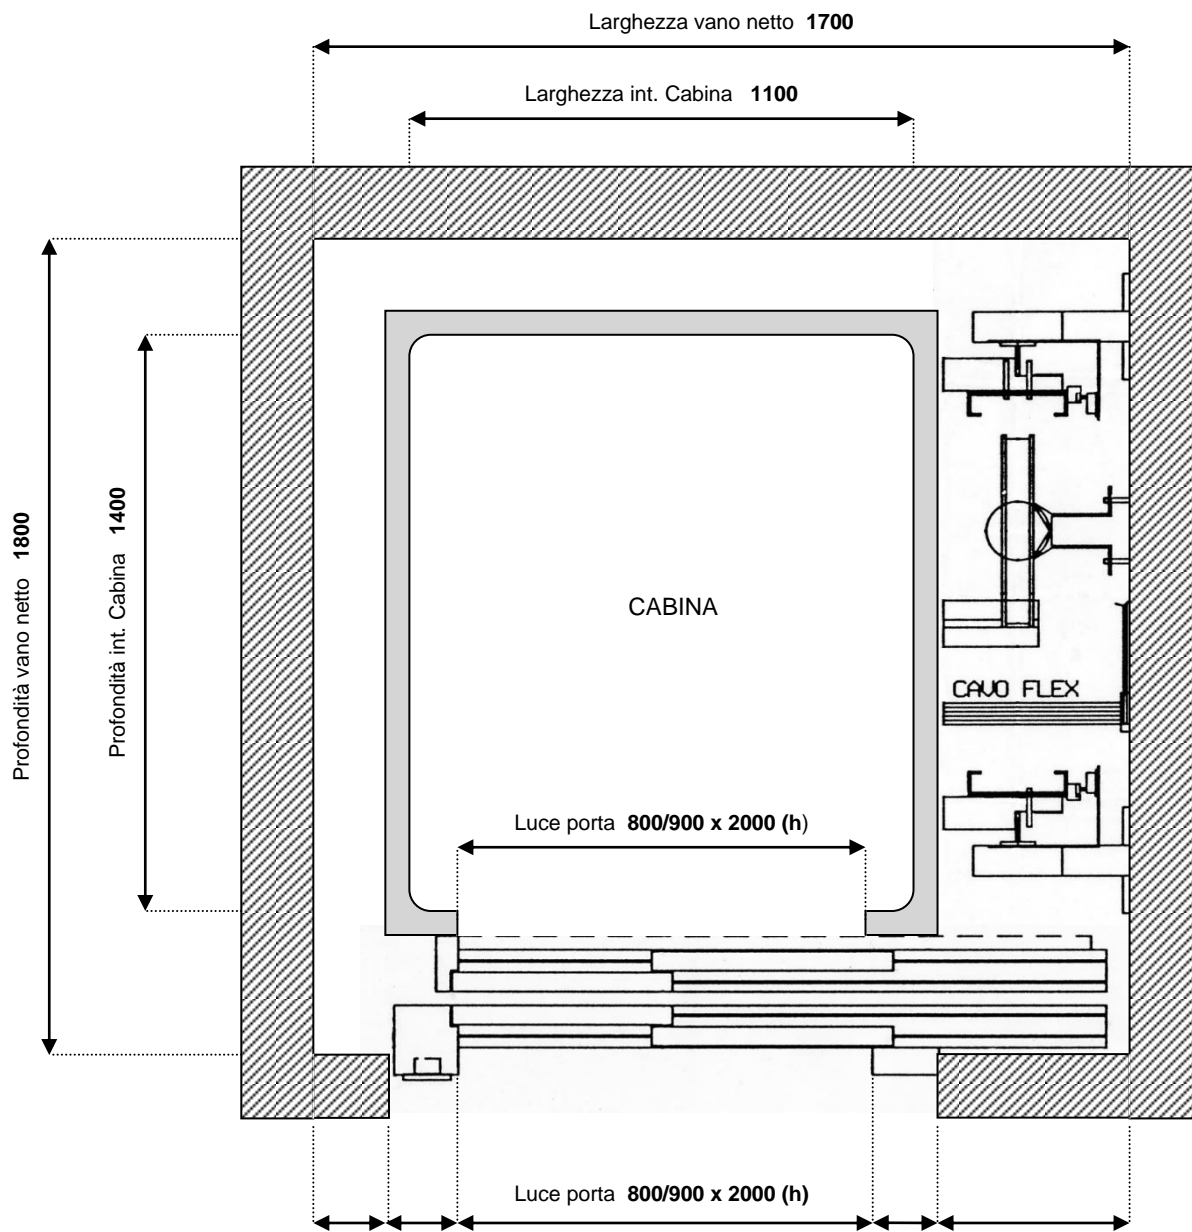 Larghezza vano netto 1700
Larghezza int. Cabina 1100
Profondità vano netto 1800
Profondità int. Cabina 1400
CABINA
CAVO FLEX
Luce porta 800/900 x 2000 (h)
Luce porta 800/900 x 2000 (h)